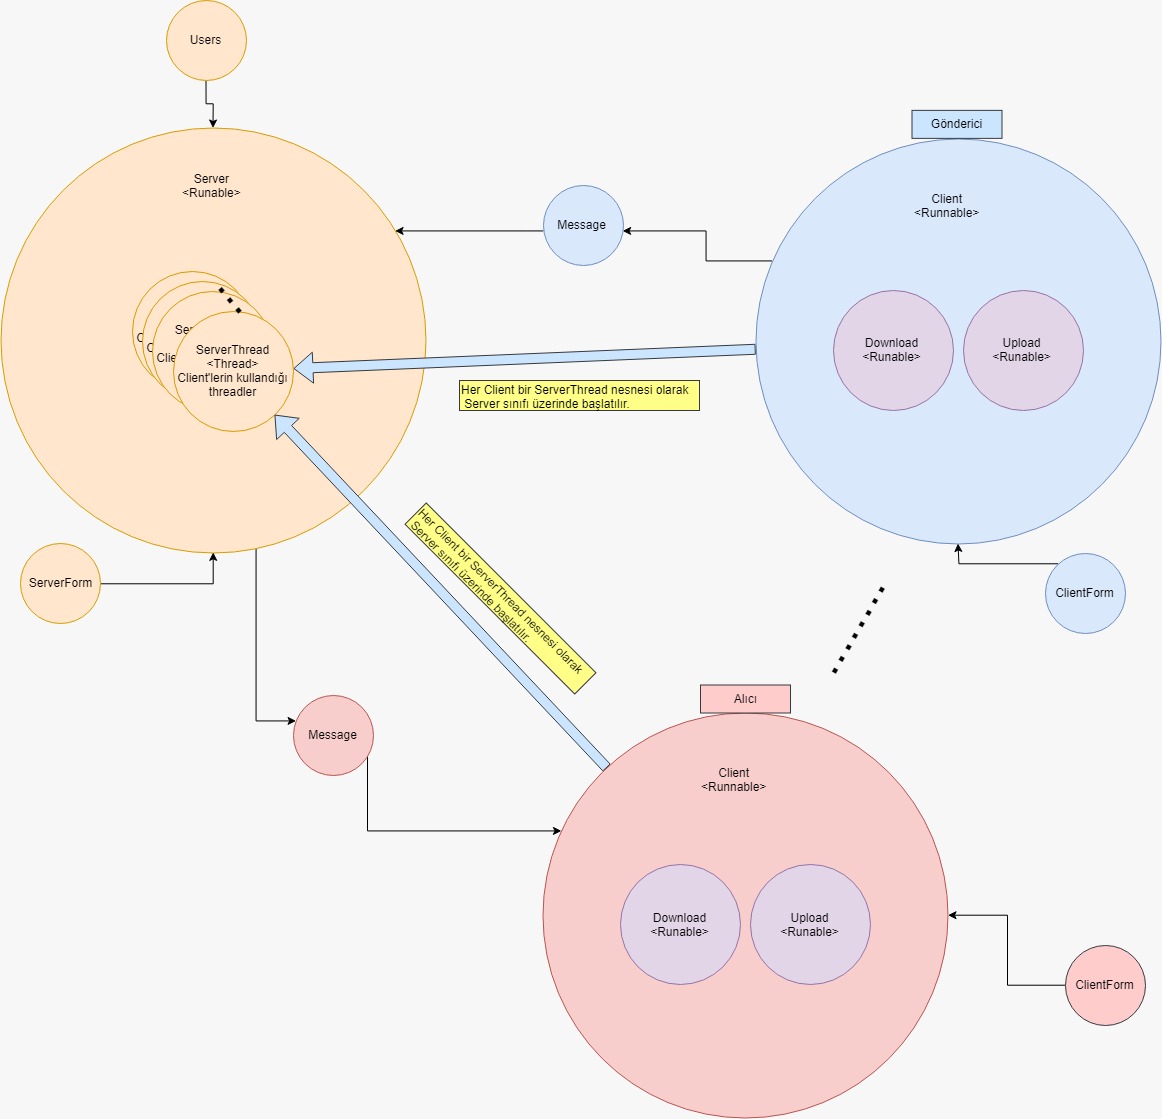 Users
Server
<Runable>
ServerThread
<Thread>
Client'lerin kullandığı
threadler
ServerForm
Message
Gönderici
Client
<Runnable>
Download
<Runable>
Upload
<Runable>
ClientForm
Her Client bir ServerThread nesnesi olarak
Server sınıfı üzerinde başlatılır.
Her Client bir ServerThread nesnesi olarak
Server sınıfı üzerinde başlatılır.
Message
Alıcı
Client
<Runnable>
Download
<Runable>
Upload
<Runable>
ClientForm